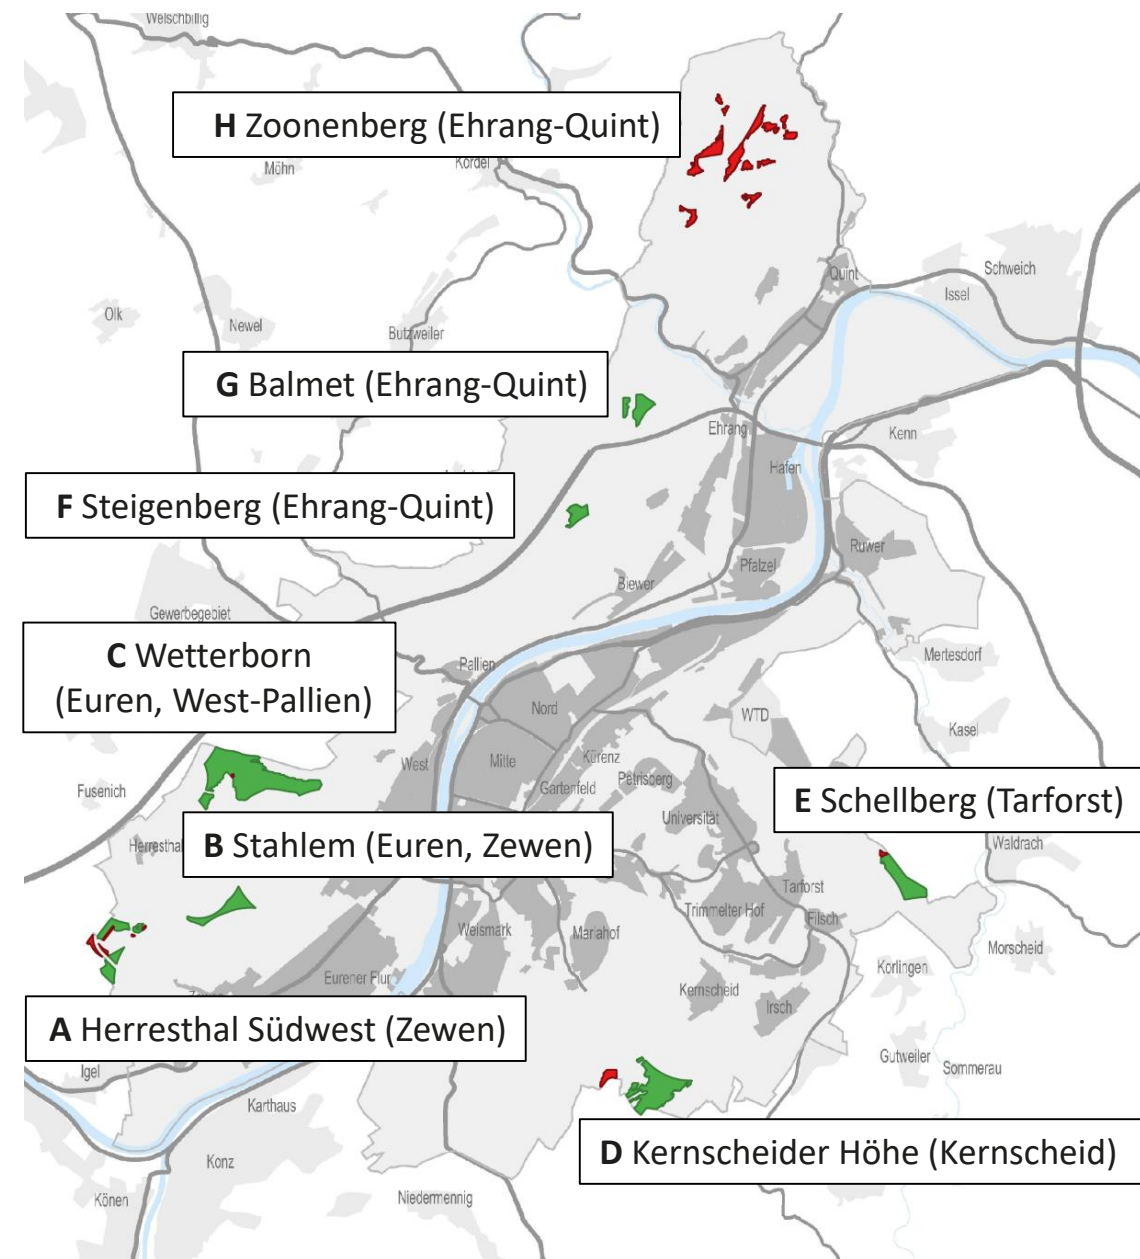 Welschbillig
H Zoonenberg (Ehrang-Quint)
Möhn
Kordel
Quint
Schweich
Issel
Olk
Newel
Butzweiler
G Balmet (Ehrang-Quint)
Ehrang
Kenn
Hafen
F Steigenberg (Ehrang-Quint)
Ruwer
Pfalzel
Biewer
Gewerbegebiet
C Wetterborn
(Euren, West-Pallien)
Pallien
Mertesdorf
Nord
WTD
Kasel
West
Mitte
Kürenz
Petrisberg
Gartenfeld
Fusenich
E Schellberg (Tarforst)
Universität
Herresthal
B Stahlem (Euren, Zewen)
Waldrach
Tarforst
Trimmelter Hof
Filsch
Weismark
Mariahof
Morscheid
Korlingen
Eurener Flur
Kernscheid
Irsch
A Herresthal Südwest (Zewen)
Igel
Gutweiler
Sommerau
Karthaus
D Kernscheider Höhe (Kernscheid)
Konz
Könen
Niedermennig